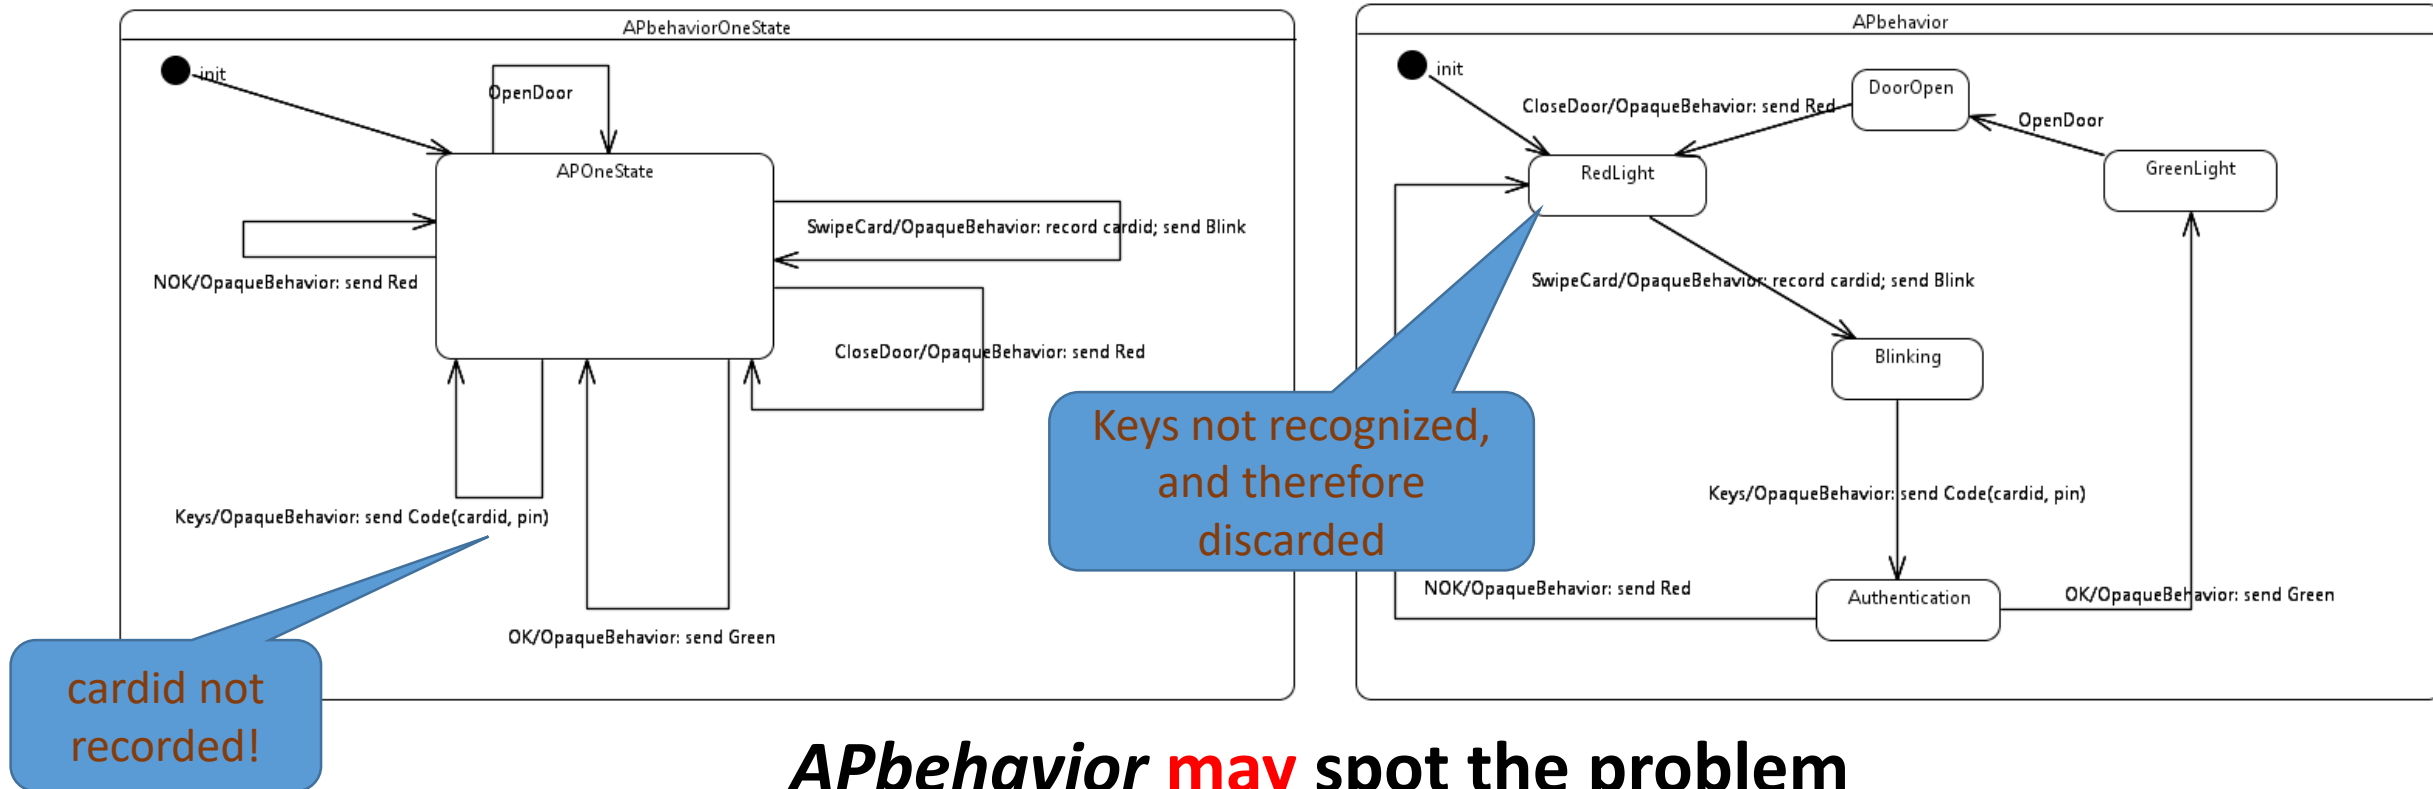 APbehaviorOneState
init
OpenDoor
APOneState
SwipeCard/OpaqueBehavior: record cardid; send Blink
NOK/OpaqueBehavior: send Red
CloseDoor/OpaqueBehavior: send Red
Keys/OpaqueBehavior: send Code(cardid, pin)
OK/OpaqueBehavior: send Green
cardid not
recorded!
APbehavior
init
DoorOpen
CloseDoor/OpaqueBehavior: send Red
OpenDoor
RedLight
GreenLight
SwipeCard/OpaqueBehavior: record cardid; send Blink
Blinking
Keys not recognized,
and therefore
discarded
Keys/OpaqueBehavior: send Code(cardid, pin)
NOK/OpaqueBehavior: send Red
Authentication
OK/OpaqueBehavior: send Green
APbehavior may spot the problem